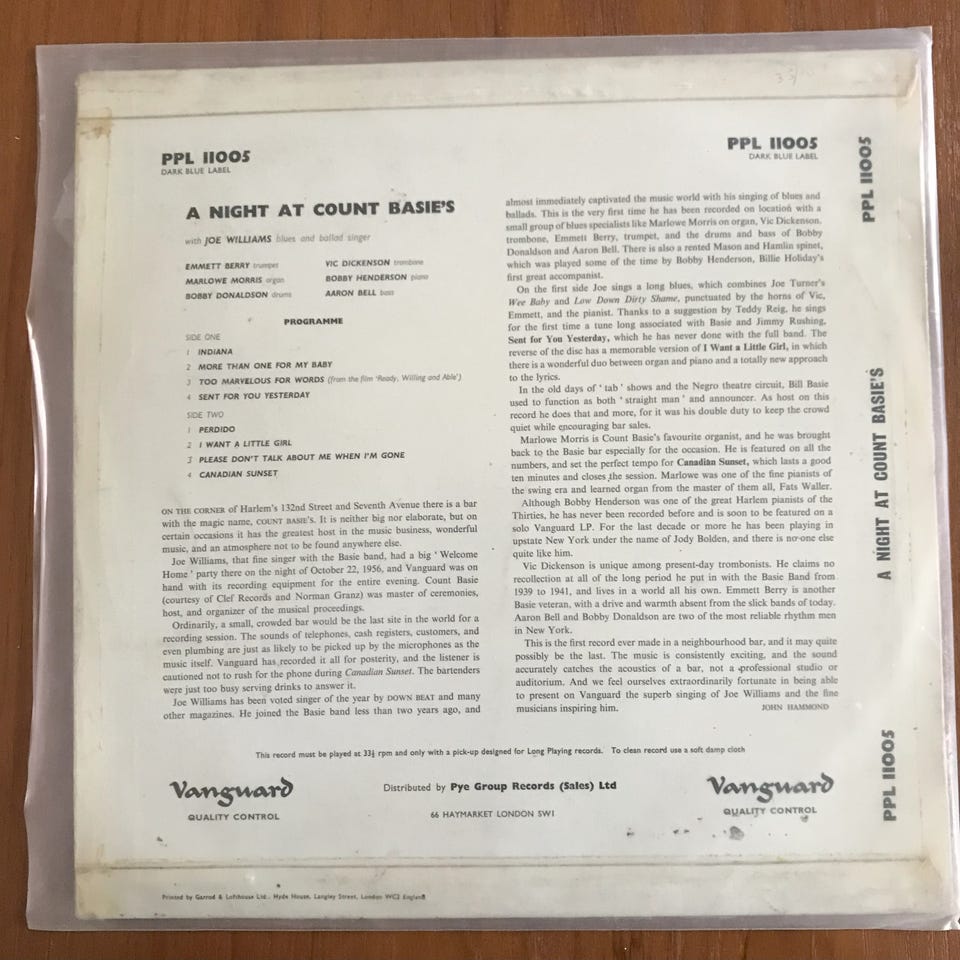 PPL 11005
DARK BLUE LABEL
PPL 11005
DARK BLUE LABEL
A NIGHT AT COUNT BASIE'S
with JOE WILLIAMS blues and ballad singer
EMMETT BERRY trumpet
VIC DICKENSON trombone
MARLOWE MORRIS organ
BOBBY HENDERSON piano
BOBBY DONALDSON drums
AARON BELL bass
PROGRAMME
SIDE ONE
1 INDIANA
2 MORE THAN ONE FOR MY BABY
3 TOO MARVELOUS FOR WORDS (from the film 'Ready, Willing and Able')
4 SENT FOR YOU YESTERDAY
SIDE TWO
1 PERDIDO
2 I WANT A LITTLE GIRL
3 PLEASE DON'T TALK ABOUT ME WHEN I'M GONE
4 CANADIAN SUNSET
ON THE CORNER of Harlem's 132nd Street and Seventh Avenue there is a bar
with the magic name, COUNT BASIE'S. It is neither big nor elaborate, but on
certain occasions it has the greatest host in the music business, wonderful
music, and an atmosphere not to be found anywhere else.
Joe Williams, that fine singer with the Basie band, had a big ' Welcome
Home ' party there on the night of October 22, 1956, and Vanguard was on
hand with its recording equipment for the entire evening. Count Basie
(courtesy of Clef Records and Norman Granz) was master of ceremonies,
host, and organizer of the musical proceedings.
Ordinarily, a small, crowded bar would be the last site in the world for a
recording session. The sounds of telephones, cash registers, customers, and
even plumbing are just as likely to be picked up by the microphones as the
music itself. Vanguard has recorded it all for posterity, and the listener is
cautioned not to rush for the phone during Canadian Sunset. The bartenders
were just too busy serving drinks to answer it.
Joe Williams has been voted singer of the year by DOWN BEAT and many
other magazines. He joined the Basie band less than two years ago, and
almost immediately captivated the music world with his singing of blues and
ballads. This is the very first time he has been recorded on location with a
small group of blues specialists like Marlowe Morris on organ, Vic Dickenson,
trombone, Emmett Berry, trumpet, and the drums and bass of Bobby
Donaldson and Aaron Bell. There is also a rented Mason and Hamlin spinet,
which was played some of the time by Bobby Henderson, Billie Holiday's
first great accompanist.
On the first side Joe sings a long blues, which combines Joe Turner's
Wee Baby and Low Down Dirty Shame, punctuated by the horns of Vic,
Emmett, and the pianist. Thanks to a suggestion by Teddy Reig, he sings
for the first time a tune long associated with Basie and Jimmy Rushing,
Sent for You Yesterday, which he has never done with the full band. The
reverse of the disc has a memorable version of I Want a Little Girl, in which
there is a wonderful duo between organ and piano and a totally new approach
to the lyrics.
In the old days of ' tab ' shows and the Negro theatre circuit, Bill Basie
used to function as both ' straight man ' and announcer. As host on this
record he does that and more, for it was his double duty to keep the crowd
quiet while encouraging bar sales.
Marlowe Morris is Count Basie's favourite organist, and he was brought
back to the Basie bar especially for the occasion. He is featured on all the
numbers, and set the perfect tempo for Canadian Sunset, which lasts a good
ten minutes and closes the session. Marlowe was one of the fine pianists of
the swing era and learned organ from the master of them all, Fats Waller.
Although Bobby Henderson was one of the great Harlem pianists of the
Thirties, he has never been recorded before and is soon to be featured on a
solo Vanguard LP. For the last decade or more he has been playing in
upstate New York under the name of Jody Bolden, and there is no-one else
quite like him.
Vic Dickenson is unique among present-day trombonists. He claims no
recollection at all of the long period he put in with the Basie Band from
1939 to 1941, and lives in a world all his own. Emmett Berry is another
Basie veteran, with a drive and warmth absent from the slick bands of today.
Aaron Bell and Bobby Donaldson are two of the most reliable rhythm men
in New York.
This is the first record ever made in a neighbourhood bar, and it may quite
possibly be the last. The music is consistently exciting, and the sound
accurately catches the acoustics of a bar, not a professional studio or
auditorium. And we feel ourselves extraordinarily fortunate in being able
to present on Vanguard the superb singing of Joe Williams and the fine
musicians inspiring him.
JOHN HAMMOND
This record must be played at 33⅓ rpm and only with a pick-up designed for Long Playing records. To clean record use a soft damp cloth
Vanguard
QUALITY CONTROL
Distributed by Pye Group Records (Sales) Ltd
66 HAYMARKET LONDON SW1
Vanguard
QUALITY CONTROL
Printed by Garrod & Lofthouse Ltd., Hyde House, Langley Street, London WC2 England
PPL 11005
A NIGHT AT COUNT BASIE'S
PPL 11005